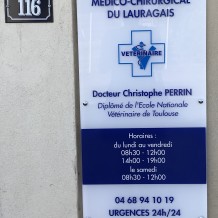 116
MÉDICO-CHIRURGICAL
DU LAURAGAIS
VETERINAIRE
Docteur Christophe PERRIN
Diplômé de l'Ecole Nationale
Vétérinaire de Toulouse
Horaires :
du lundi au vendredi
08h30 - 12h00
14h00 - 19h00
le samedi
08h30 - 12h00
04 68 94 10 19
URGENCES 24h/24